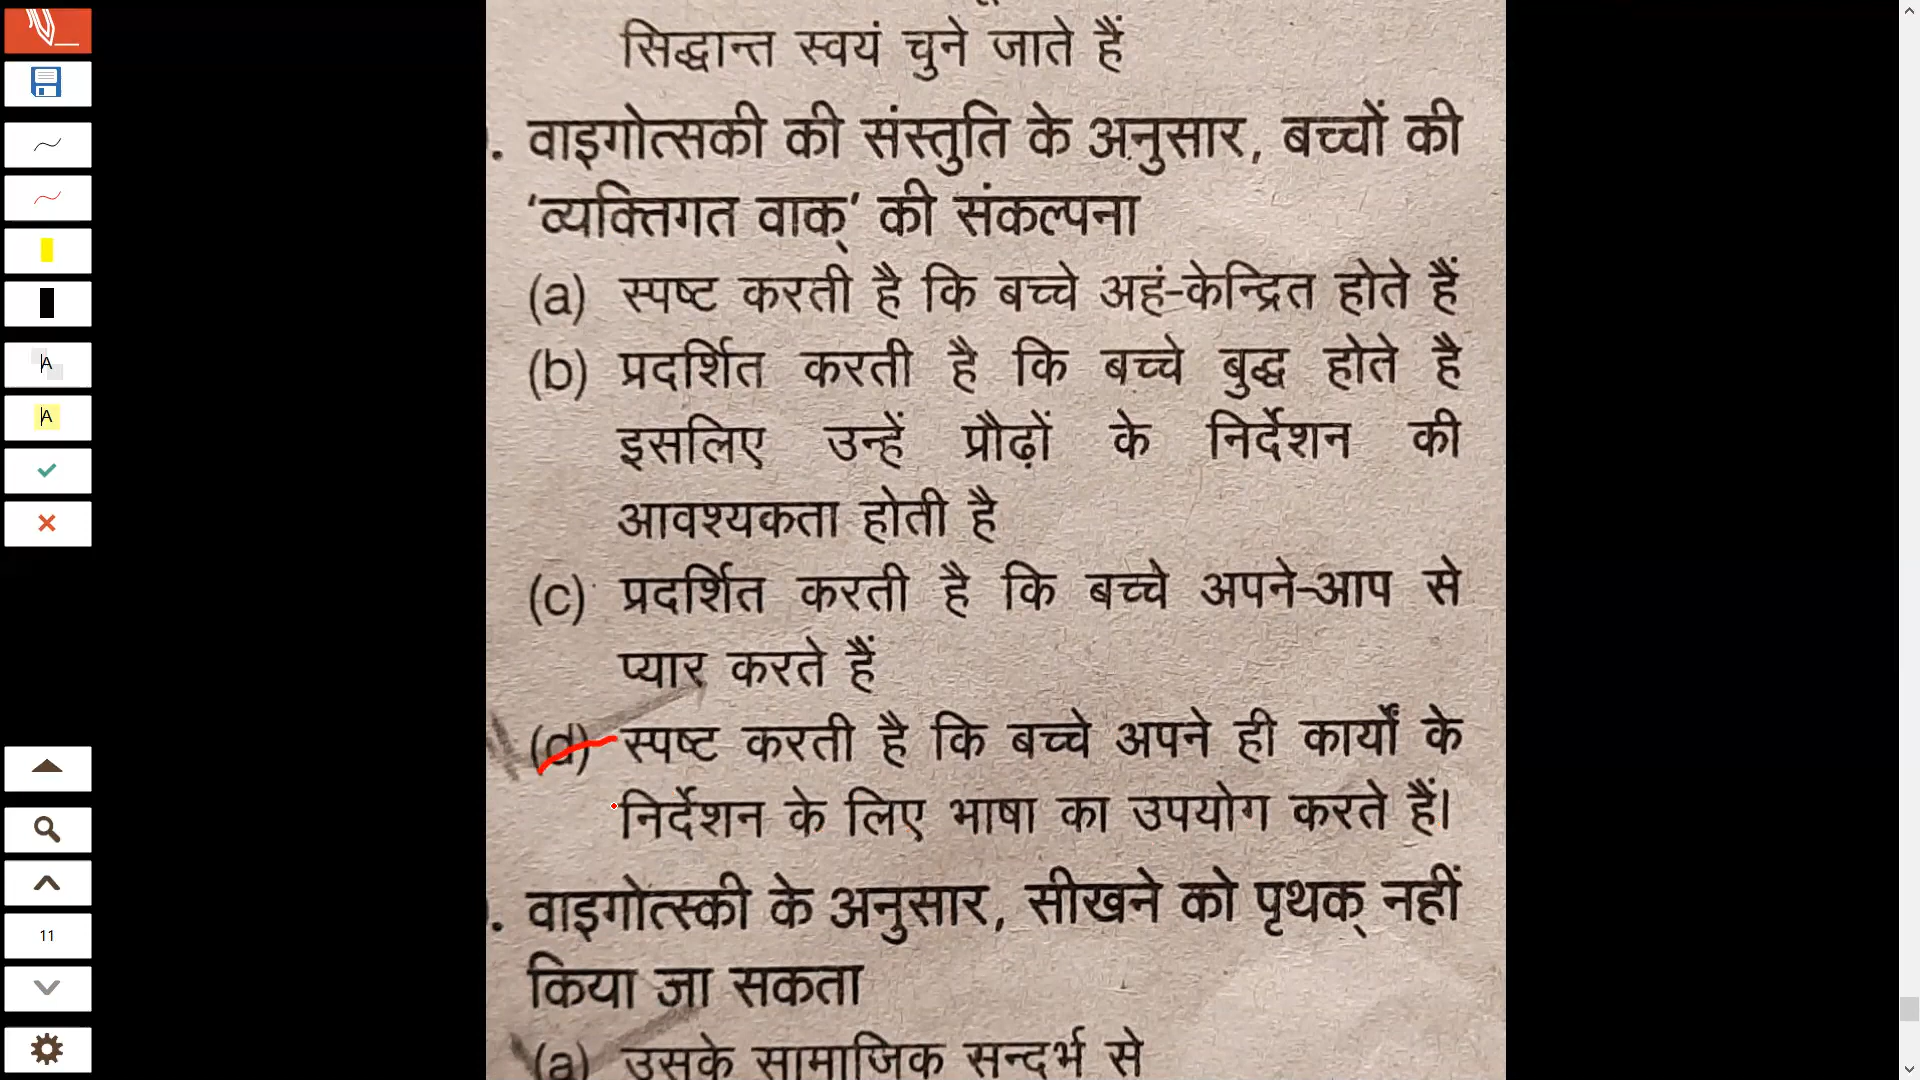 सिद्धान्त स्वयं चुने जाते हैं
. वाइगोत्सकी की संस्तुति के अनुसार, बच्चों की
‘व्यक्तिगत वाक्’ की संकल्पना
(a) स्पष्ट करती है कि बच्चे अहं-केन्द्रित होते हैं
(b) प्रदर्शित करती है कि बच्चे बुद्ध होते है
इसलिए उन्हें प्रौढ़ों के निर्देशन की
आवश्यकता होती है
(c) प्रदर्शित करती है कि बच्चे अपने-आप से
प्यार करते हैं
(d) स्पष्ट करती है कि बच्चे अपने ही कार्यों के
निर्देशन के लिए भाषा का उपयोग करते हैं।
. वाइगोत्स्की के अनुसार, सीखने को पृथक् नहीं
किया जा सकता
(a) उसके सामाजिक सन्दर्भ से
A
A
11